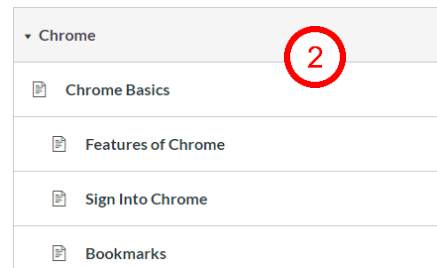 Chrome
2
Chrome Basics
Features of Chrome
Sign Into Chrome
Bookmarks